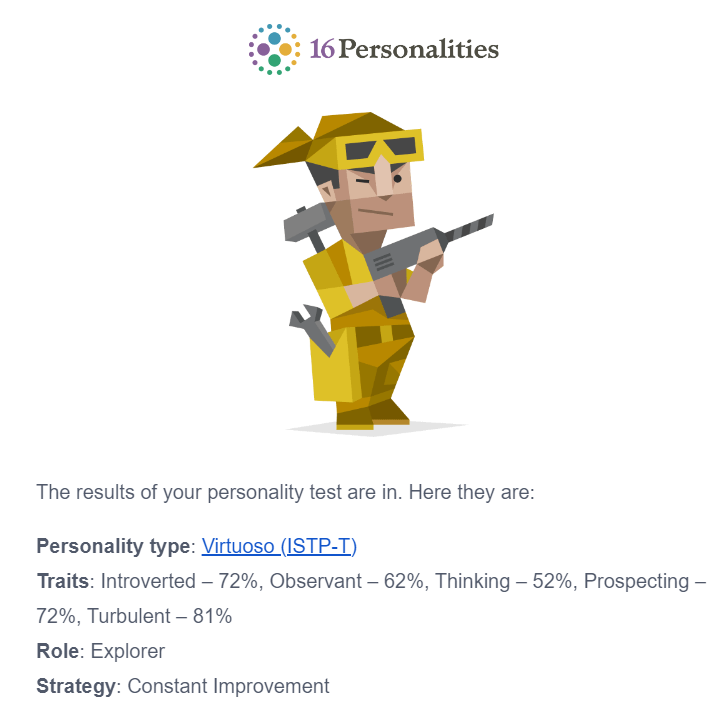 16Personalities
The results of your personality test are in. Here they are:
Personality type: Virtuoso (ISTP-T)
Traits: Introverted – 72%, Observant – 62%, Thinking – 52%, Prospecting –
72%, Turbulent – 81%
Role: Explorer
Strategy: Constant Improvement